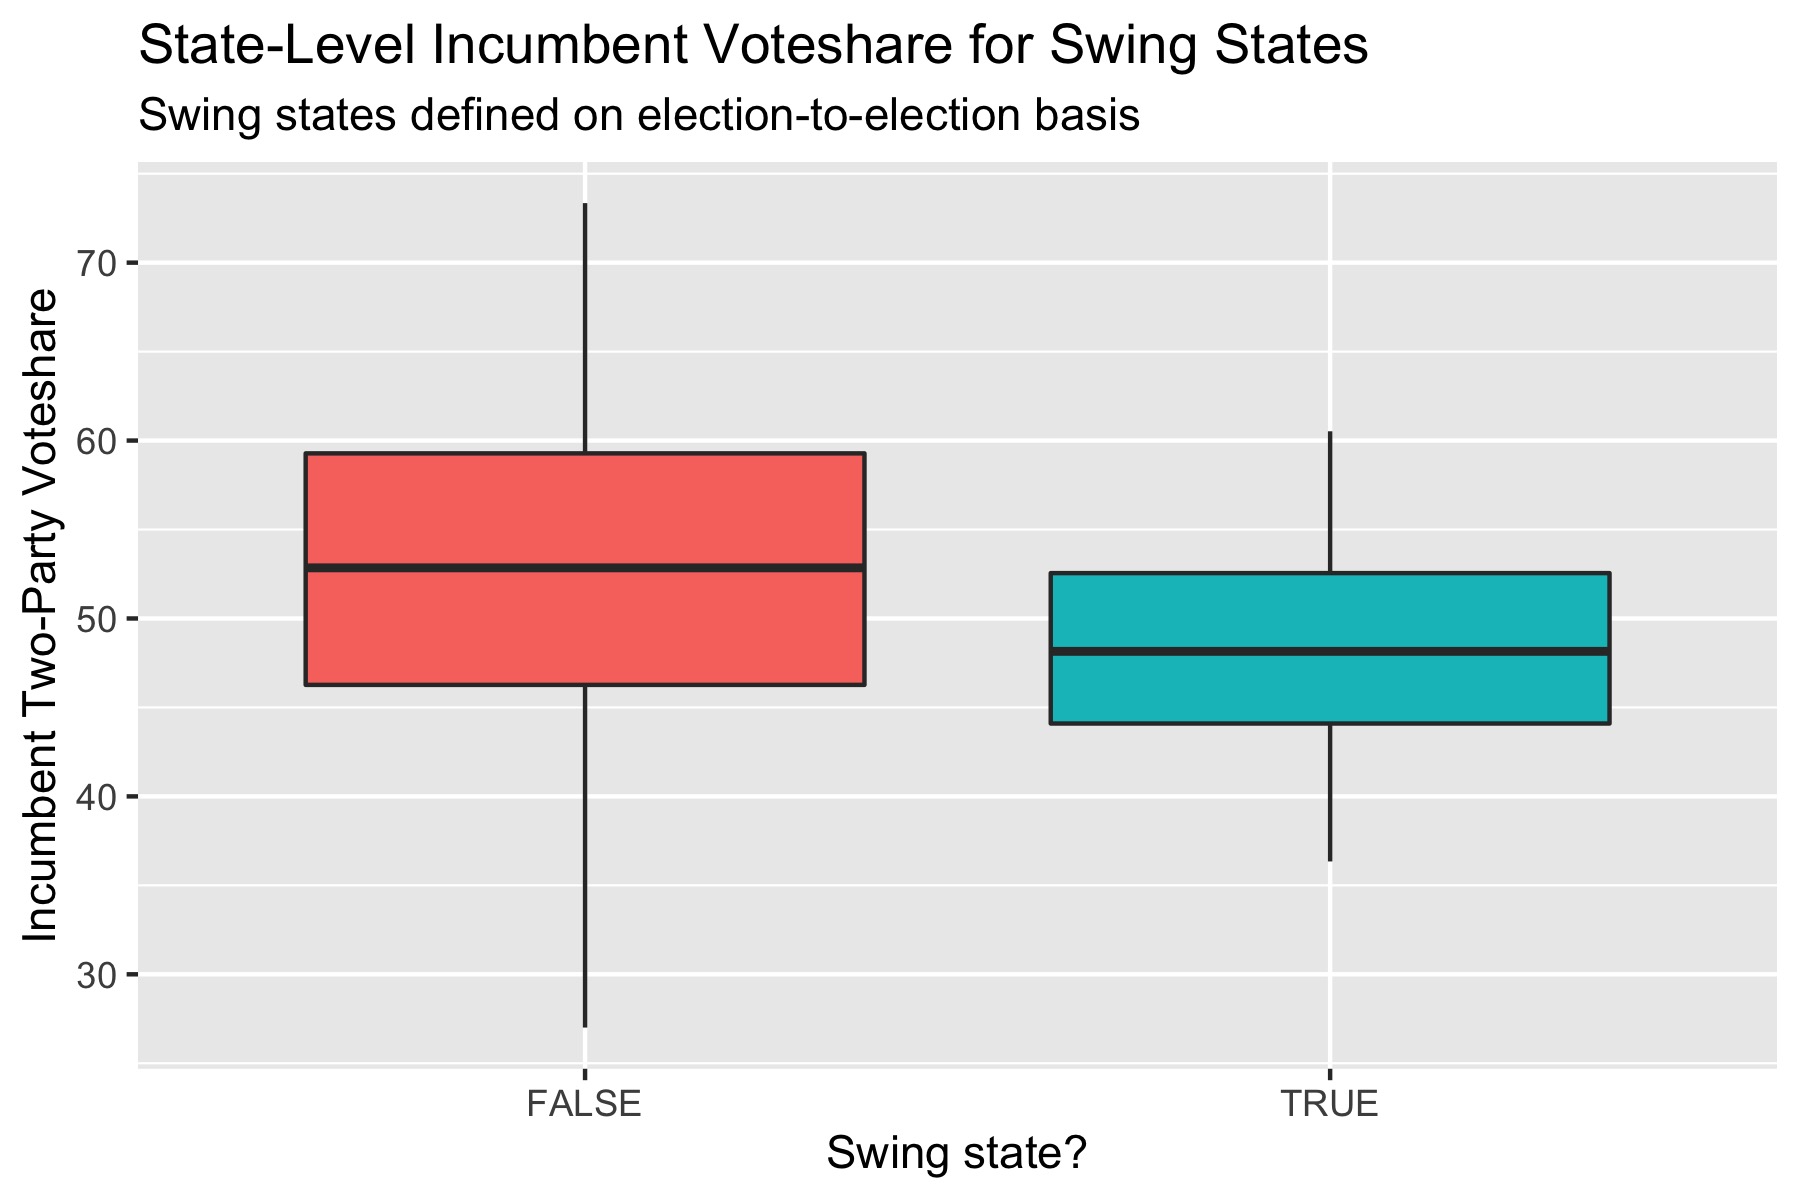 State-Level Incumbent Voteshare for Swing States
Swing states defined on election-to-election basis
Incumbent Two-Party Voteshare
70
60
50
40
30
FALSE TRUE
Swing state?